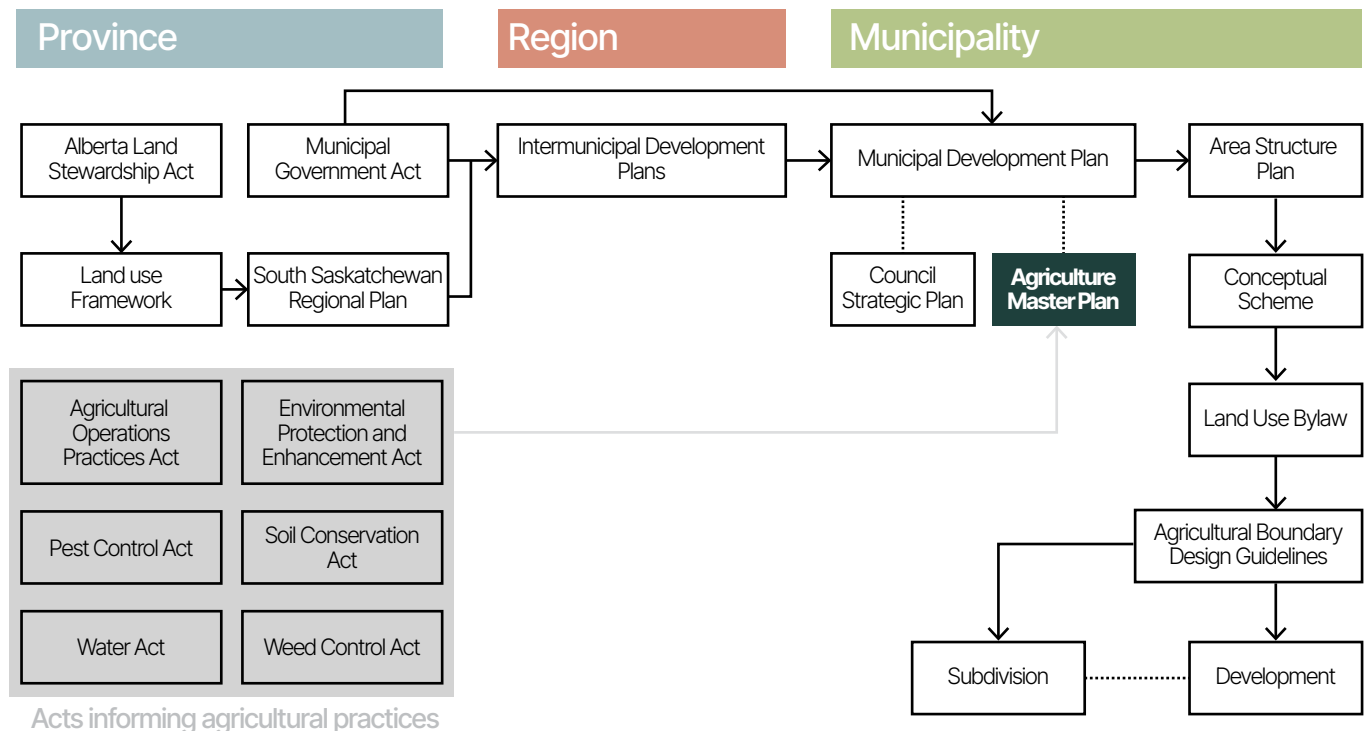 Province
Region
Municipality
Alberta Land
Stewardship Act
Municipal
Government Act
Intermunicipal Development
Plans
Municipal Development Plan
Area Structure
Plan
Land use
Framework
South Saskatchewan
Regional Plan
Council
Strategic Plan
Agriculture
Master Plan
Conceptual
Scheme
Agricultural
Operations
Practices Act
Environmental
Protection and
Enhancement Act
Land Use Bylaw
Pest Control Act
Soil Conservation
Act
Agricultural Boundary
Design Guidelines
Water Act
Weed Control Act
Subdivision
Development
Acts informing agricultural practices